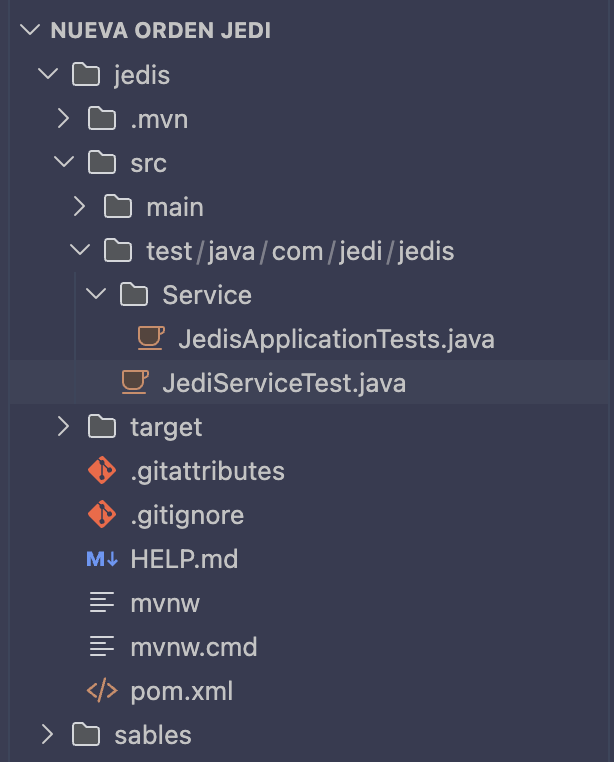 NUEVA ORDEN JEDI
jedis
.mvn
src
main
test/java/com/jedi/jedis
Service
JedisApplicationTests.java
JediServiceTest.java
target
.gitattributes
.gitignore
M↓ HELP.md
mvnw
mvnw.cmd
</> pom.xml
sables